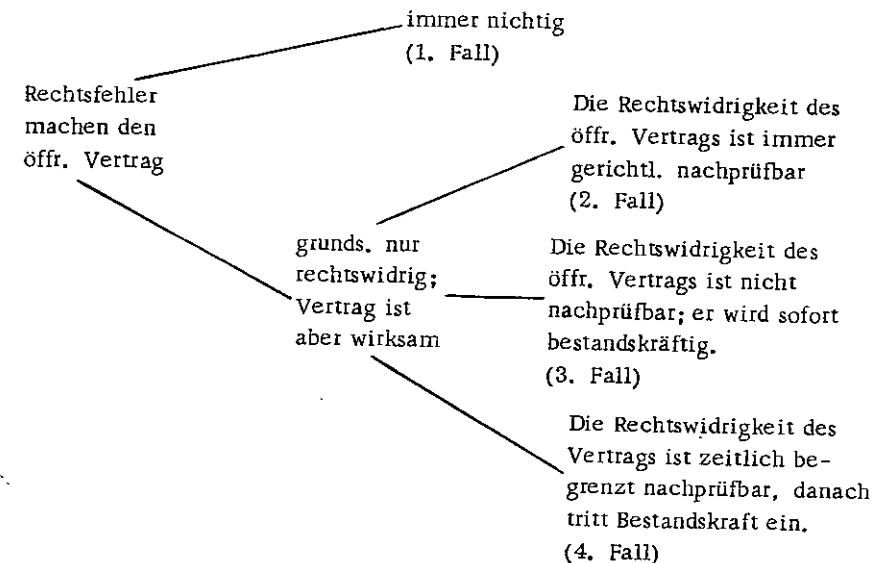 immer nichtig
(1. Fall)
Rechtsfehler
machen den
öffr. Vertrag
Die Rechtswidrigkeit des
öffr. Vertrags ist immer
gerichtl. nachprüfbar
(2. Fall)
grunds. nur
rechtswidrig;
Vertrag ist
aber wirksam
Die Rechtswidrigkeit des
öffr. Vertrags ist nicht
nachprüfbar; er wird sofort
bestandskräftig.
(3. Fall)
Die Rechtswidrigkeit des
Vertrags ist zeitlich be-
grenzt nachprüfbar, danach
tritt Bestandskraft ein.
(4. Fall)